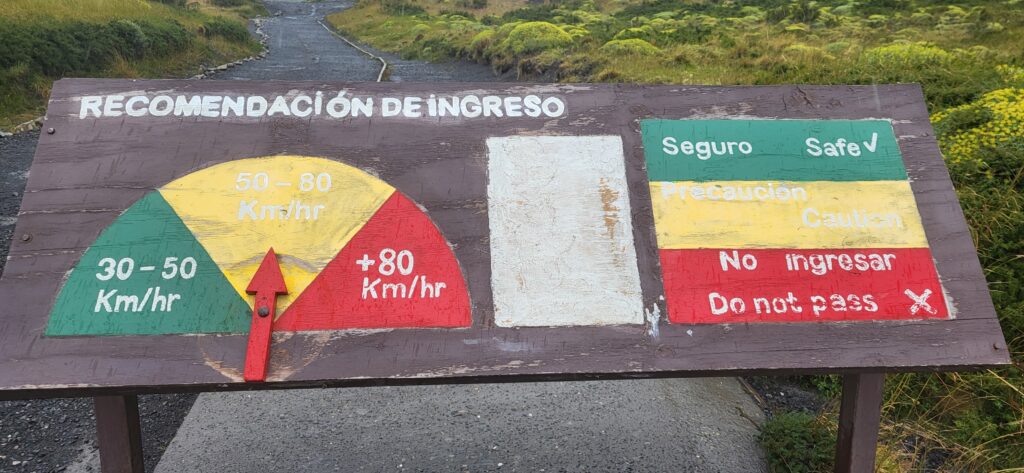 RECOMENDACIÓN DE INGRESO
50 - 80
Km/hr
30 - 50
Km/hr
+80
Km/hr
Seguro Safe ✓
Precaución
Caution
No ingresar
Do not pass ✗